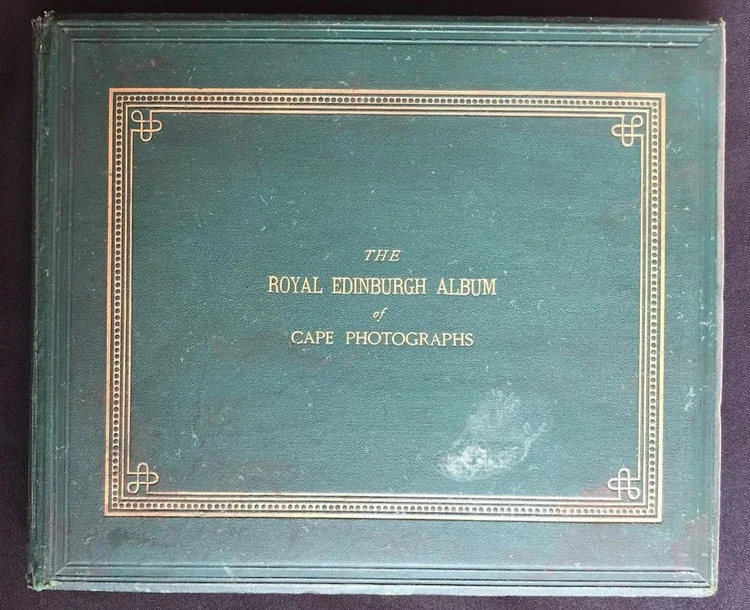 THE
ROYAL EDINBURGH ALBUM
of
CAPE PHOTOGRAPHS